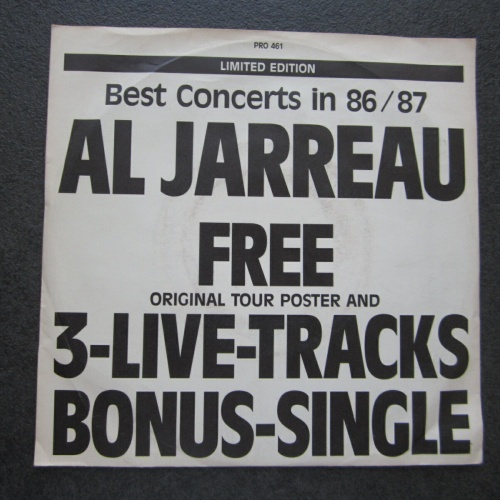 PRO 461
LIMITED EDITION
Best Concerts in 86/87
AL JARREAU
FREE
ORIGINAL TOUR POSTER AND
3-LIVE-TRACKS
BONUS-SINGLE